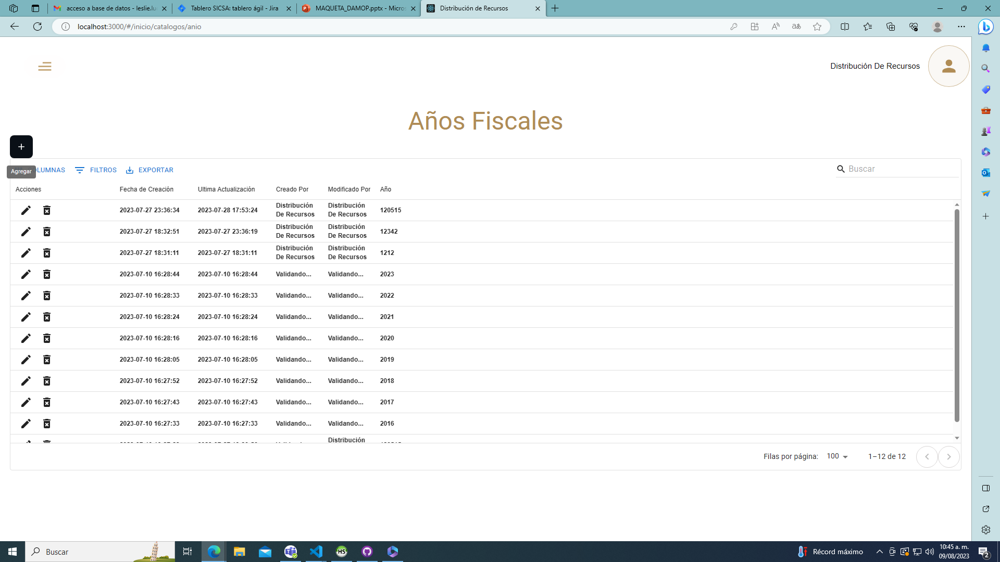 acceso a base de datos - leslie.lu
Tablero SICSA: tablero ágil - Jira
MAQUETA_DAMOP.pptx - Micros
Distribución de Recursos
localhost:3000/#/inicio/catalogos/anio
Distribución De Recursos
Años Fiscales
Agregar
LUMNAS
FILTROS
EXPORTAR
Buscar
Acciones Fecha de Creación Ultima Actualización Creado Por Modificado Por Año
2023-07-27 23:36:34 2023-07-28 17:53:24 Distribución De Recursos Distribución De Recursos 120515
2023-07-27 18:32:51 2023-07-27 23:36:19 Distribución De Recursos Distribución De Recursos 12342
2023-07-27 18:31:11 2023-07-27 18:31:11 Distribución De Recursos Distribución De Recursos 1212
2023-07-10 16:28:44 2023-07-10 16:28:44 Validando... Validando... 2023
2023-07-10 16:28:33 2023-07-10 16:28:33 Validando... Validando... 2022
2023-07-10 16:28:24 2023-07-10 16:28:24 Validando... Validando... 2021
2023-07-10 16:28:16 2023-07-10 16:28:16 Validando... Validando... 2020
2023-07-10 16:28:05 2023-07-10 16:28:05 Validando... Validando... 2019
2023-07-10 16:27:52 2023-07-10 16:27:52 Validando... Validando... 2018
2023-07-10 16:27:43 2023-07-10 16:27:43 Validando... Validando... 2017
2023-07-10 16:27:33 2023-07-10 16:27:33 Validando... Validando... 2016
Distribución
Filas por página: 100 1–12 de 12
Buscar
HS
Récord máximo
10:45 a. m.
09/08/2023
2